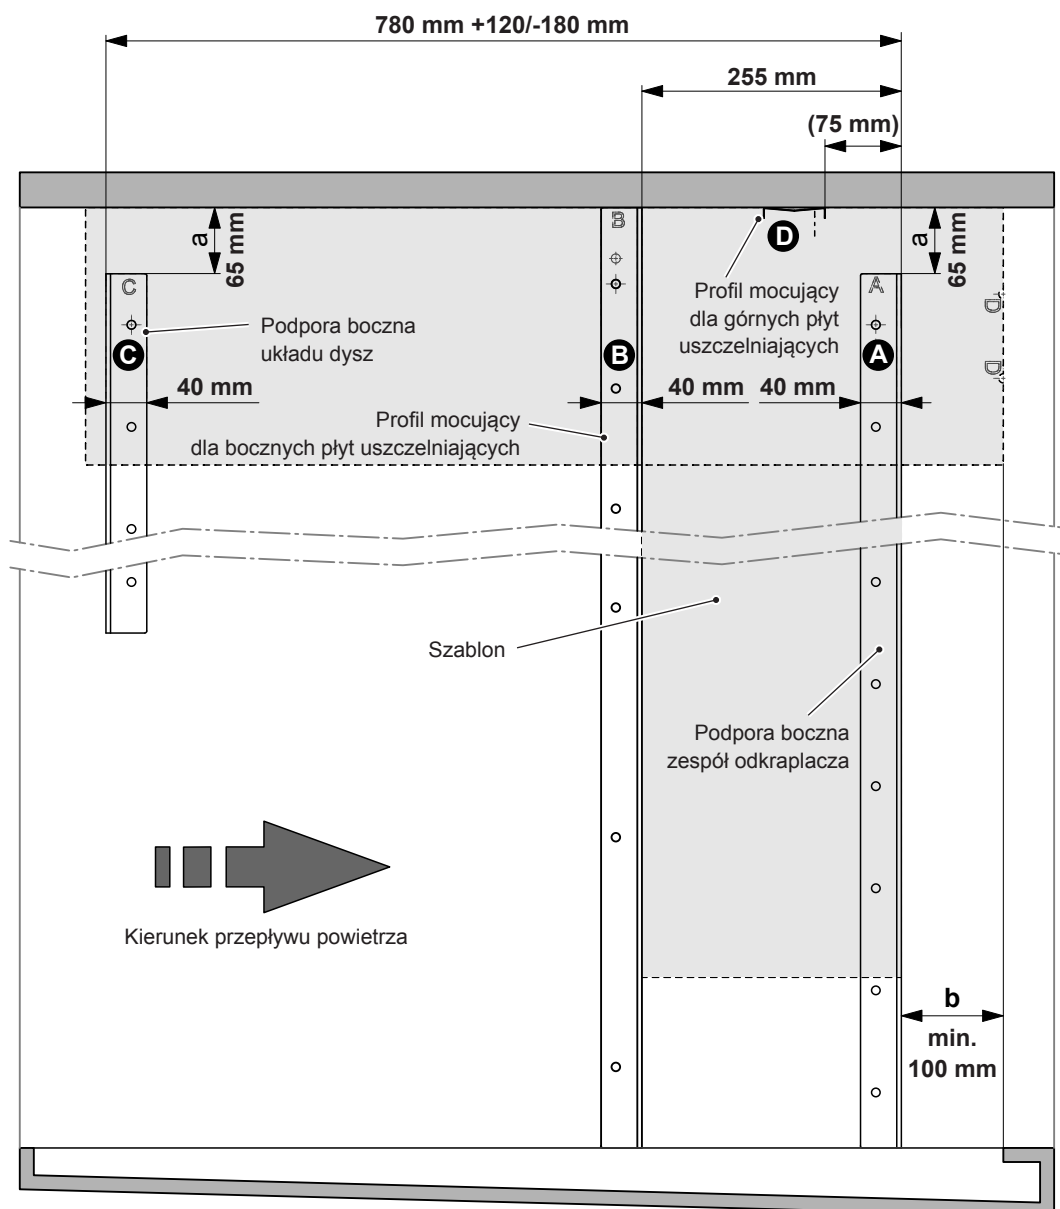 780 mm +120/-180 mm
255 mm
(75 mm)
a
65 mm
B
D
a
65 mm
C
A
Profil mocujący
dla górnych płyt
uszczelniających
"D"
Podpora boczna
układu dysz
C
B
A
"D"
40 mm
40 mm
40 mm
Profil mocujący
dla bocznych płyt uszczelniających
Szablon
Podpora boczna
zespół odkraplacza
Kierunek przepływu powietrza
b
min.
100 mm